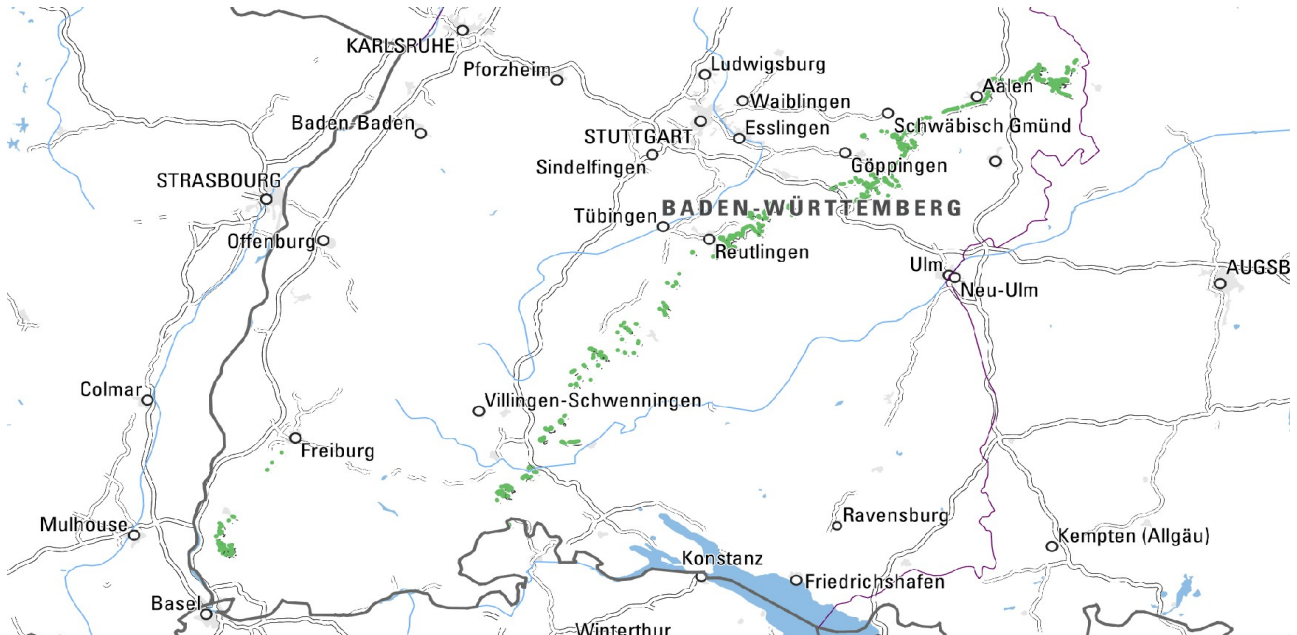 KARLSRUHE
Pforzheim
Ludwigsburg
Aalen
Waiblingen
Baden-Baden
STUTTGART
Esslingen
Schwäbisch Gmünd
Sindelfingen
Göppingen
STRASBOURG
Tübingen
BADEN-WÜRTTEMBERG
Offenburg
Reutlingen
Ulm
AUGSB
Neu-Ulm
Colmar
Villingen-Schwenningen
Freiburg
Mulhouse
Ravensburg
Kempten (Allgäu)
Konstanz
Friedrichshafen
Basel
Winterthur